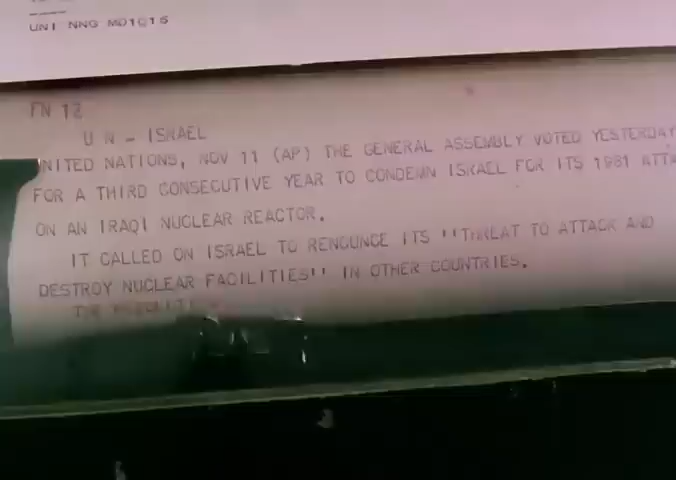 UNI NNG MD1015
FN 12
U N - ISRAEL
NITED NATIONS, NOV 11 (AP) THE GENERAL ASSEMBLY VOTED YESTERDAY
FOR A THIRD CONSECUTIVE YEAR TO CONDEMN ISRAEL FOR ITS 1981 ATTA
ON AN IRAQI NUCLEAR REACTOR.
IT CALLED ON ISRAEL TO RENOUNCE ITS ''THREAT TO ATTACK AND
DESTROY NUCLEAR FACILITIES'' IN OTHER COUNTRIES.